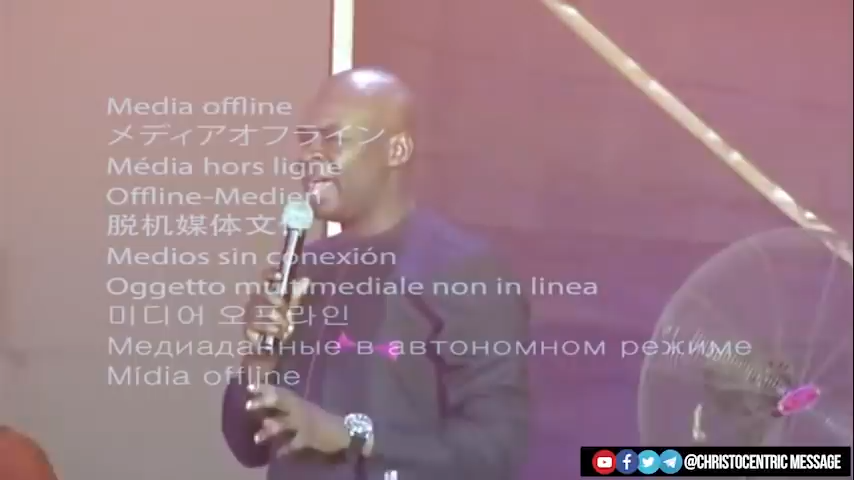 Media offline
メディアオフライン
Média hors ligne
Offline-Medien
脱机媒体文件
Medios sin conexión
Oggetto multimediale non in linea
미디어 오프라인
Медиаданные в автономном режиме
Mídia offline
@CHRISTOCENTRIC MESSAGE